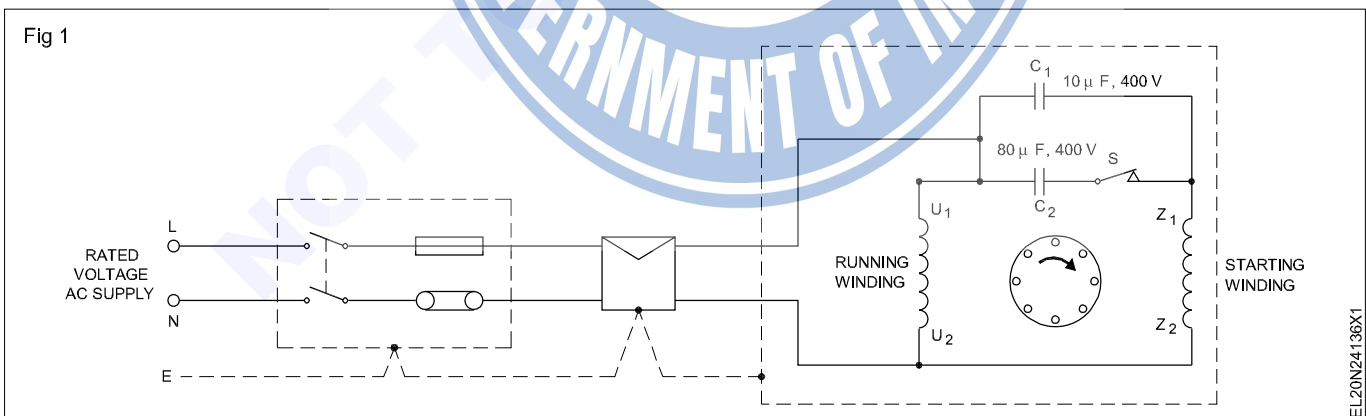 Fig 1
NOT T
ERNMENT OF IN
C1
10 μ F, 400 V
80 μ F, 400 V
S
C2
L
RATED
VOLTAGE
AC SUPPLY
N
E
U1
RUNNING
WINDING
U2
Z1
STARTING
WINDING
Z2
EL20N24136X1